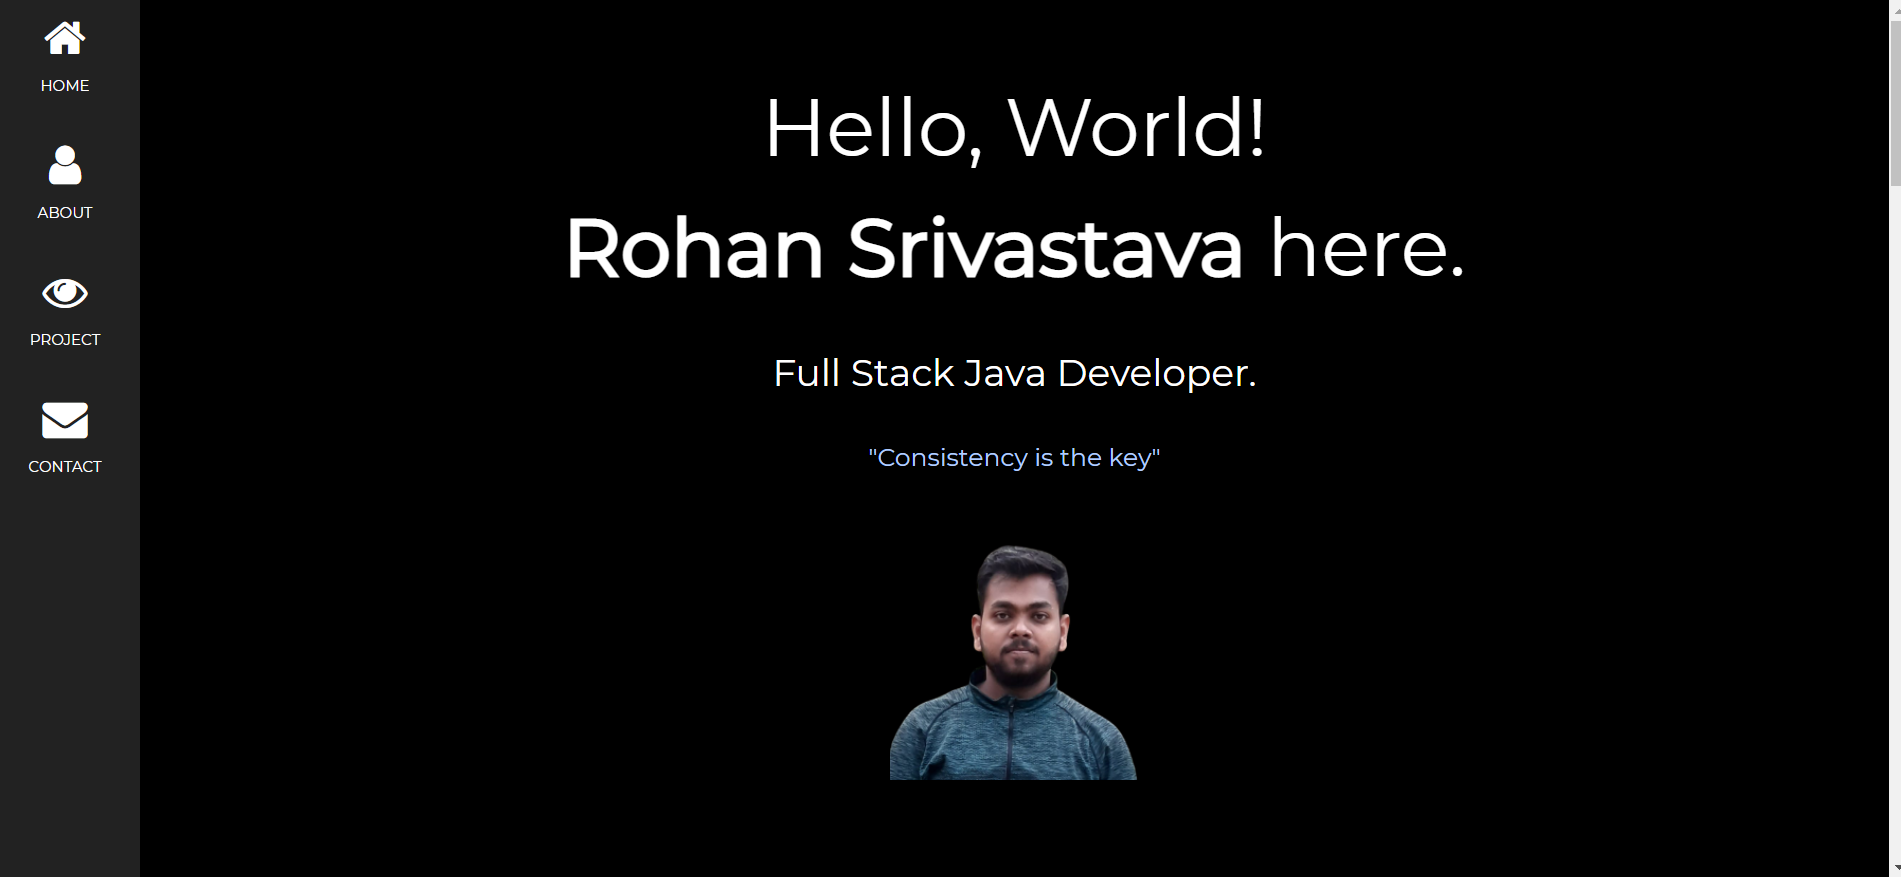 HOME
ABOUT
PROJECT
CONTACT
Hello, World!
Rohan Srivastava here.
Full Stack Java Developer.
"Consistency is the key"